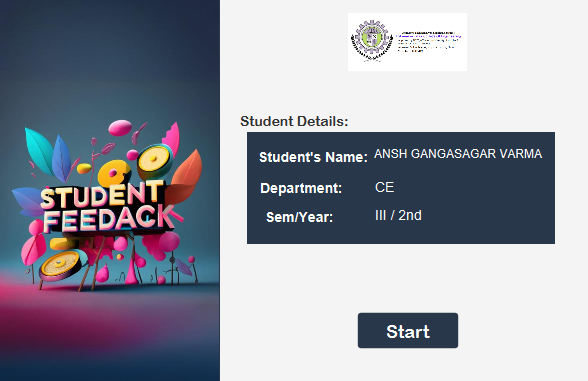 STUDENT
FEEDACK
Student Details:
Student's Name: ANSH GANGASAGAR VARMA
Department: CE
Sem/Year: III / 2nd
Start